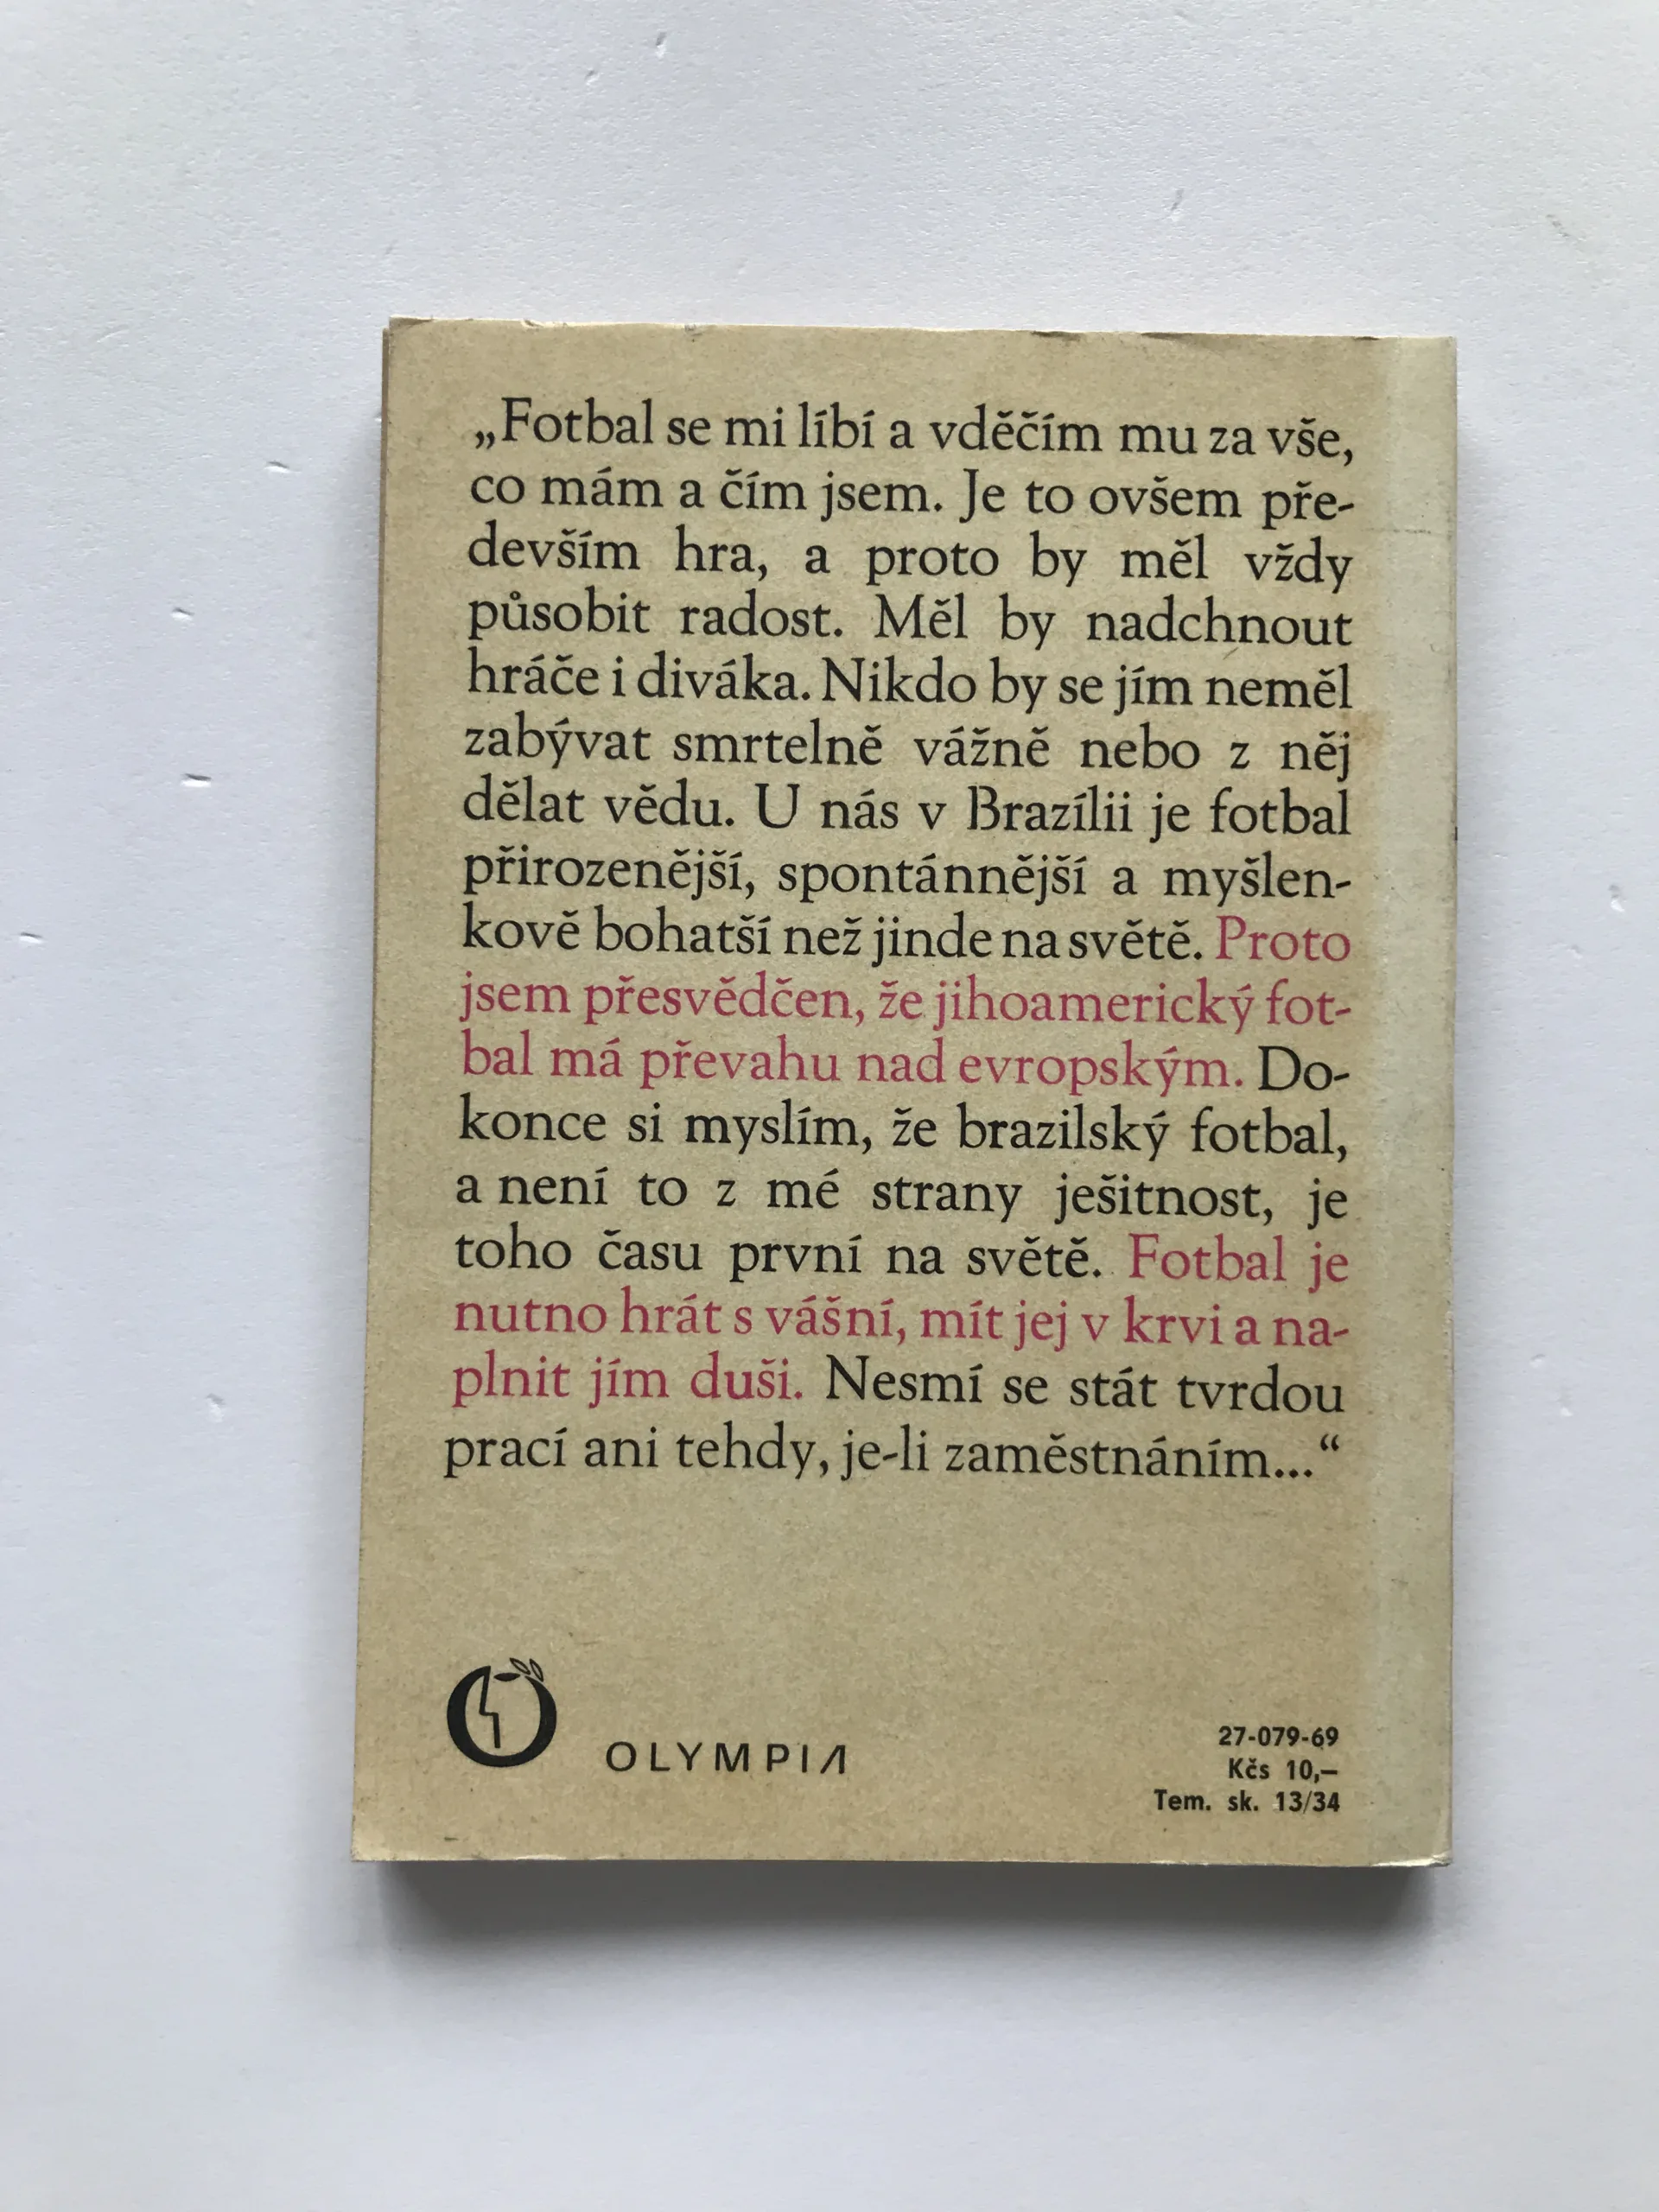 „Fotbal se mi líbí a vděčím mu za vše,
co mám a čím jsem. Je to ovšem pře-
devším hra, a proto by měl vždy
působit radost. Měl by nadchnout
hráče i diváka. Nikdo by se jím neměl
zabývat smrtelně vážně nebo z něj
dělat vědu. U nás v Brazílii je fotbal
přirozenější, spontánnější a myšlen-
kově bohatší než jinde na světě. Proto
jsem přesvědčen, že jihoamerický fot-
bal má převahu nad evropským. Do-
konce si myslím, že brazilský fotbal,
a není to z mé strany ješitnost, je
toho času první na světě. Fotbal je
nutno hrát s vášní, mít jej v krvi a na-
plnit jím duši. Nesmí se stát tvrdou
prací ani tehdy, je-li zaměstnáním...“
OLYMPIA
27-079-69
Kčs 10,–
Tem. sk. 13/34